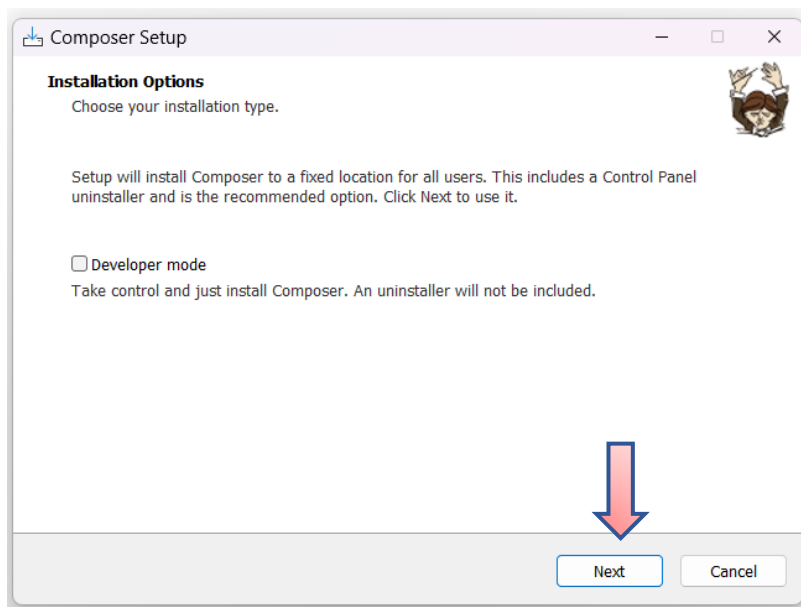 Composer Setup
Installation Options
Choose your installation type.
Setup will install Composer to a fixed location for all users. This includes a Control Panel
uninstaller and is the recommended option. Click Next to use it.
Developer mode
Take control and just install Composer. An uninstaller will not be included.
Next
Cancel